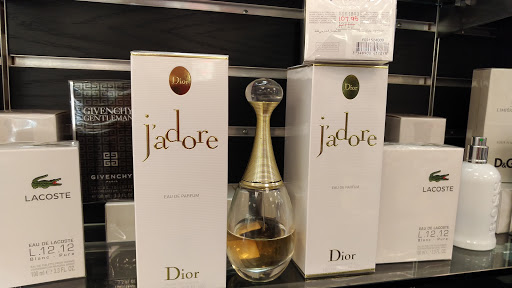 GIVENCHY
GENTLEMAN
GIVENCHY
LACOSTE
EAU DE LACOSTE
L.12.12
Blanc - Pure
Dior
j'adore
EAU DE PARFUM
Dior
Dior
j'adore
EAU DE PARFUM
Dior
LACOSTE
EAU DE LACOSTE
L.12.12
Blanc - Pure
D&G